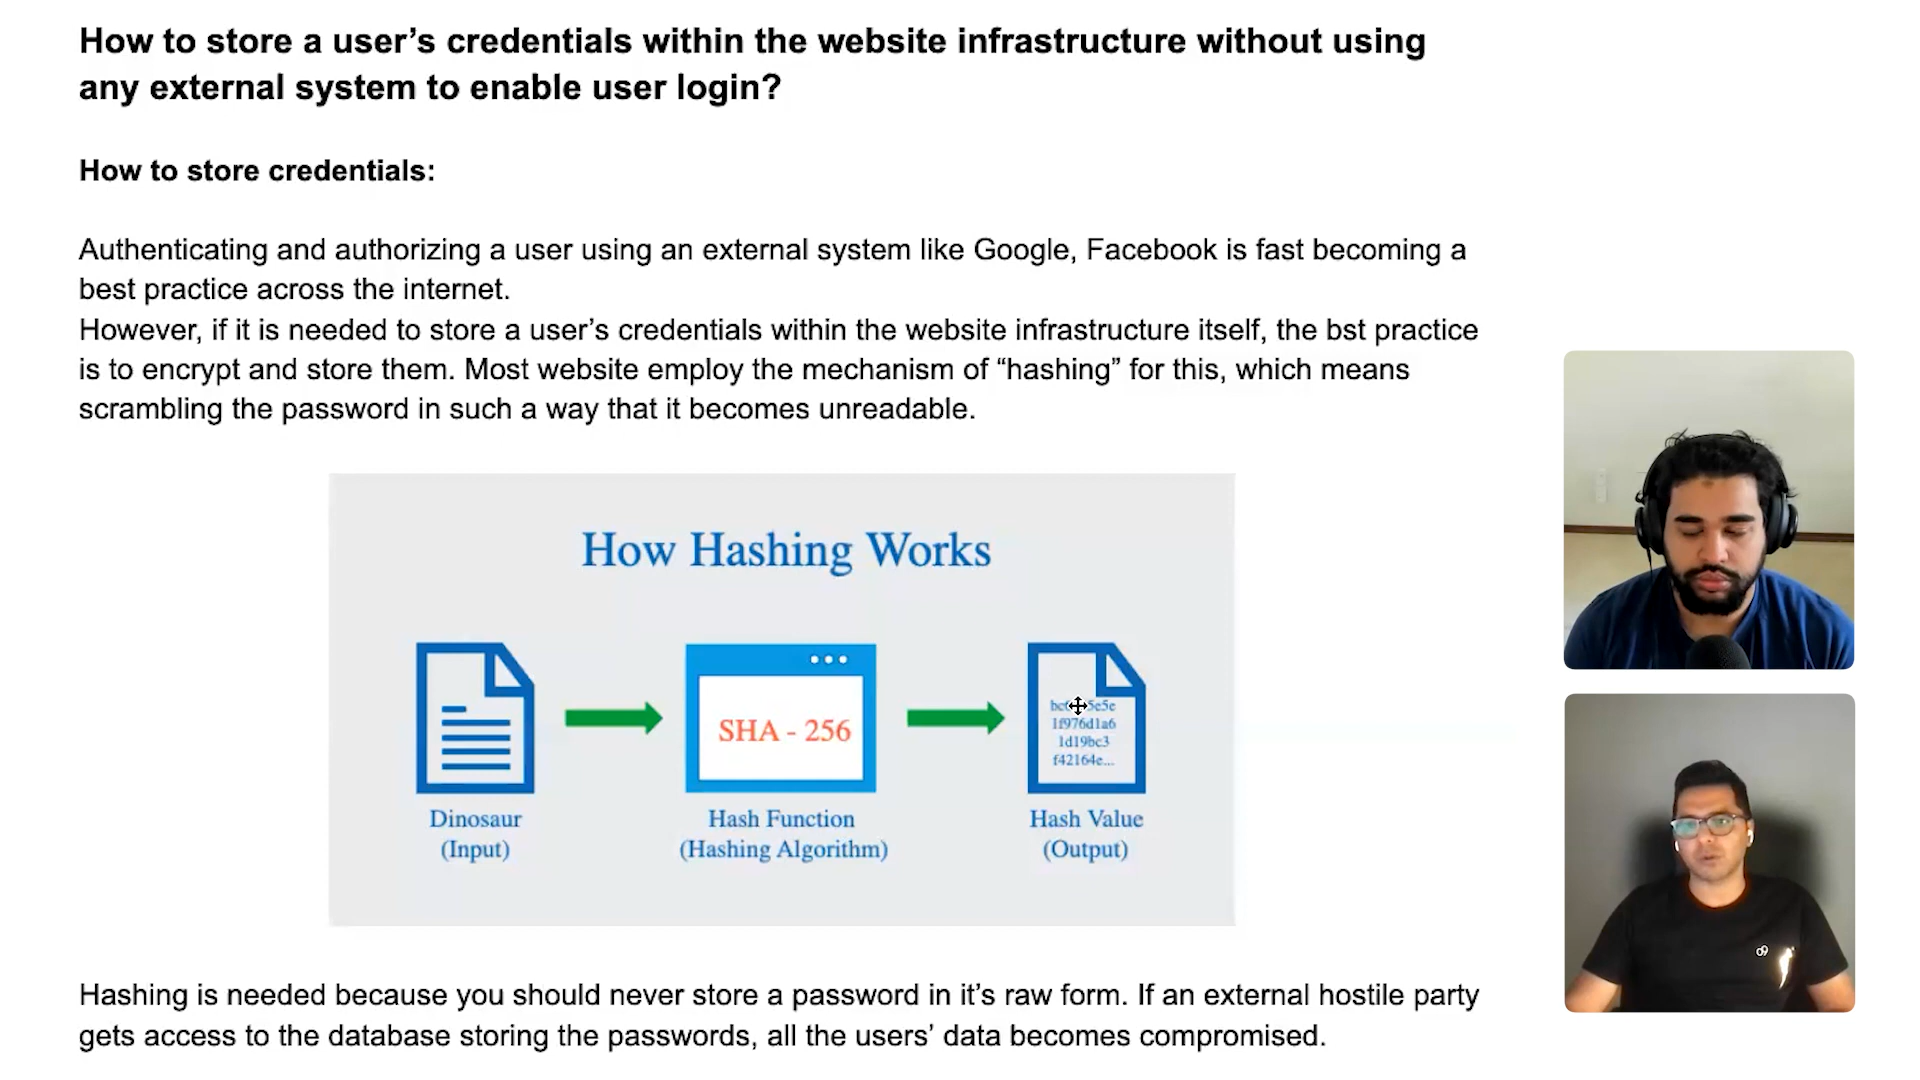 How to store a user’s credentials within the website infrastructure without using
any external system to enable user login?
How to store credentials:
Authenticating and authorizing a user using an external system like Google, Facebook is fast becoming a
best practice across the internet.
However, if it is needed to store a user’s credentials within the website infrastructure itself, the bst practice
is to encrypt and store them. Most website employ the mechanism of “hashing” for this, which means
scrambling the password in such a way that it becomes unreadable.
How Hashing Works
SHA - 256
1f976d1a6
1d19bc3
f42164e...
Dinosaur
(Input)
Hash Function
(Hashing Algorithm)
Hash Value
(Output)
o9
Hashing is needed because you should never store a password in it’s raw form. If an external hostile party
gets access to the database storing the passwords, all the users’ data becomes compromised.